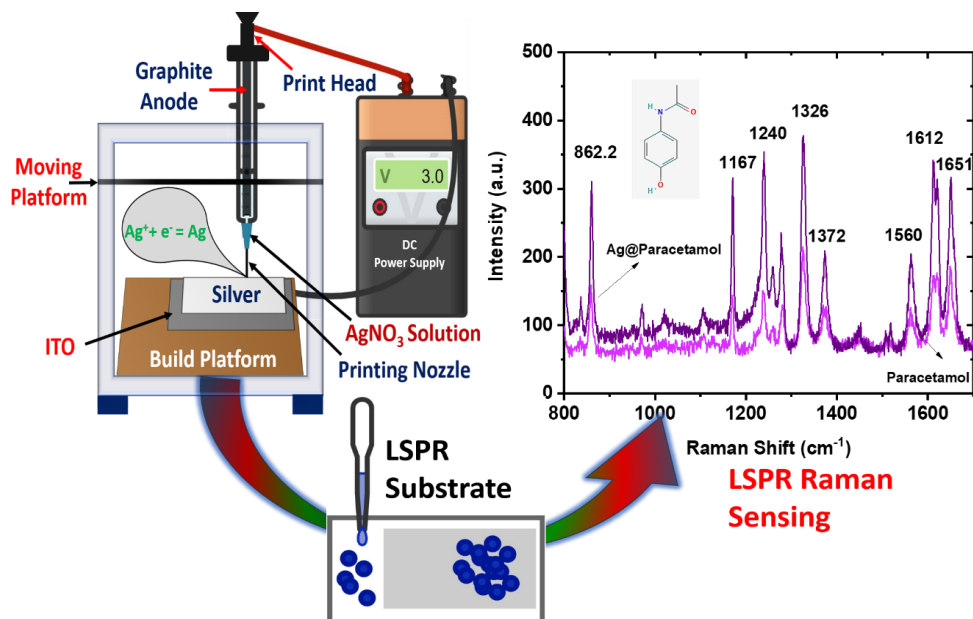 Graphite
Anode
Print Head
Moving
Platform
V 3.0
DC
Power Supply
Ag⁺+ e⁻ = Ag
Silver
ITO
Build Platform
AgNO₃ Solution
Printing Nozzle
LSPR
Substrate
LSPR Raman
Sensing
Intensity (a.u.)
500
400
300
200
100
0
800
1000
1200
1400
1600
Raman Shift (cm⁻¹)
862.2
1167
1240
1326
1372
1560
1612
1651
Ag@Paracetamol
Paracetamol
H
N
O
H
O